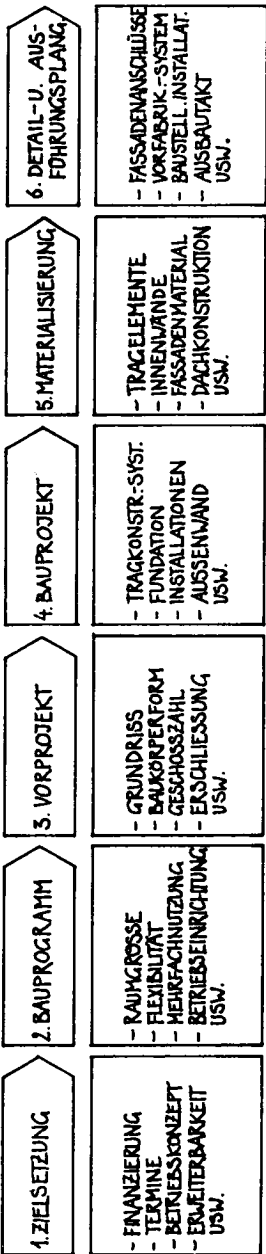 1. ZIELSETZUNG
- FINANZIERUNG
- TERMINE
- BETRIEBSKONZEPT
- ERWEITERBARKEIT
USW.
2. BAUPROGRAMM
- RAUMGRÖSSE
- FLEXIBILITÄT
- MEHRFACHNUTZUNG
- BETRIEBSEINRICHTUNG
USW.
3. VORPROJEKT
- GRUNDRISS
- BAUKÖRPERFORM
- GESCHOSSZAHL
- ERSCHLIESSUNG
USW.
4. BAUPROJEKT
- TRAGKONSTR.-SYST.
- FUNDATION
- INSTALLATIONEN
- AUSSENWAND
USW.
5. MATERIALISIERUNG
- TRAGELEMENTE
- INNENWÄNDE
- FASSADENMATERIAL
- DACHKONSTRUKTION
USW.
6. DETAIL-U. AUS-
FÜHRUNGSPLANG.
- FASSADENANSCHLÜSSE
- VORFABRIK.-SYSTEM
- BAUSTELL.INSTALLAT.
- AUSBAUTAKT
USW.